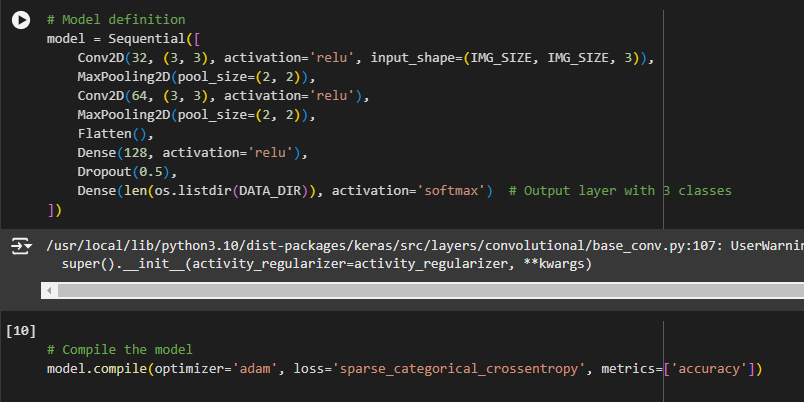 # Model definition
model = Sequential([
    Conv2D(32, (3, 3), activation='relu', input_shape=(IMG_SIZE, IMG_SIZE, 3)),
    MaxPooling2D(pool_size=(2, 2)),
    Conv2D(64, (3, 3), activation='relu'),
    MaxPooling2D(pool_size=(2, 2)),
    Flatten(),
    Dense(128, activation='relu'),
    Dropout(0.5),
    Dense(len(os.listdir(DATA_DIR)), activation='softmax')  # Output layer with 3 classes
])
/usr/local/lib/python3.10/dist-packages/keras/src/layers/convolutional/base_conv.py:107: UserWarnin
  super().__init__(activity_regularizer=activity_regularizer, **kwargs)
[10]
# Compile the model
model.compile(optimizer='adam', loss='sparse_categorical_crossentropy', metrics=['accuracy'])